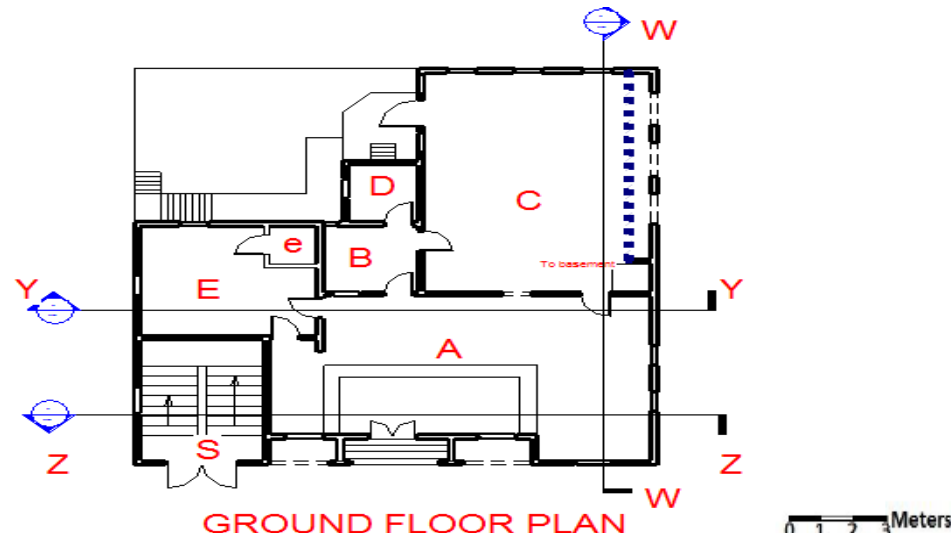 W
D
C
e
B
To basement
E
Y
Y
A
S
Z
Z
W
GROUND FLOOR PLAN
0 1 2 3 Meters